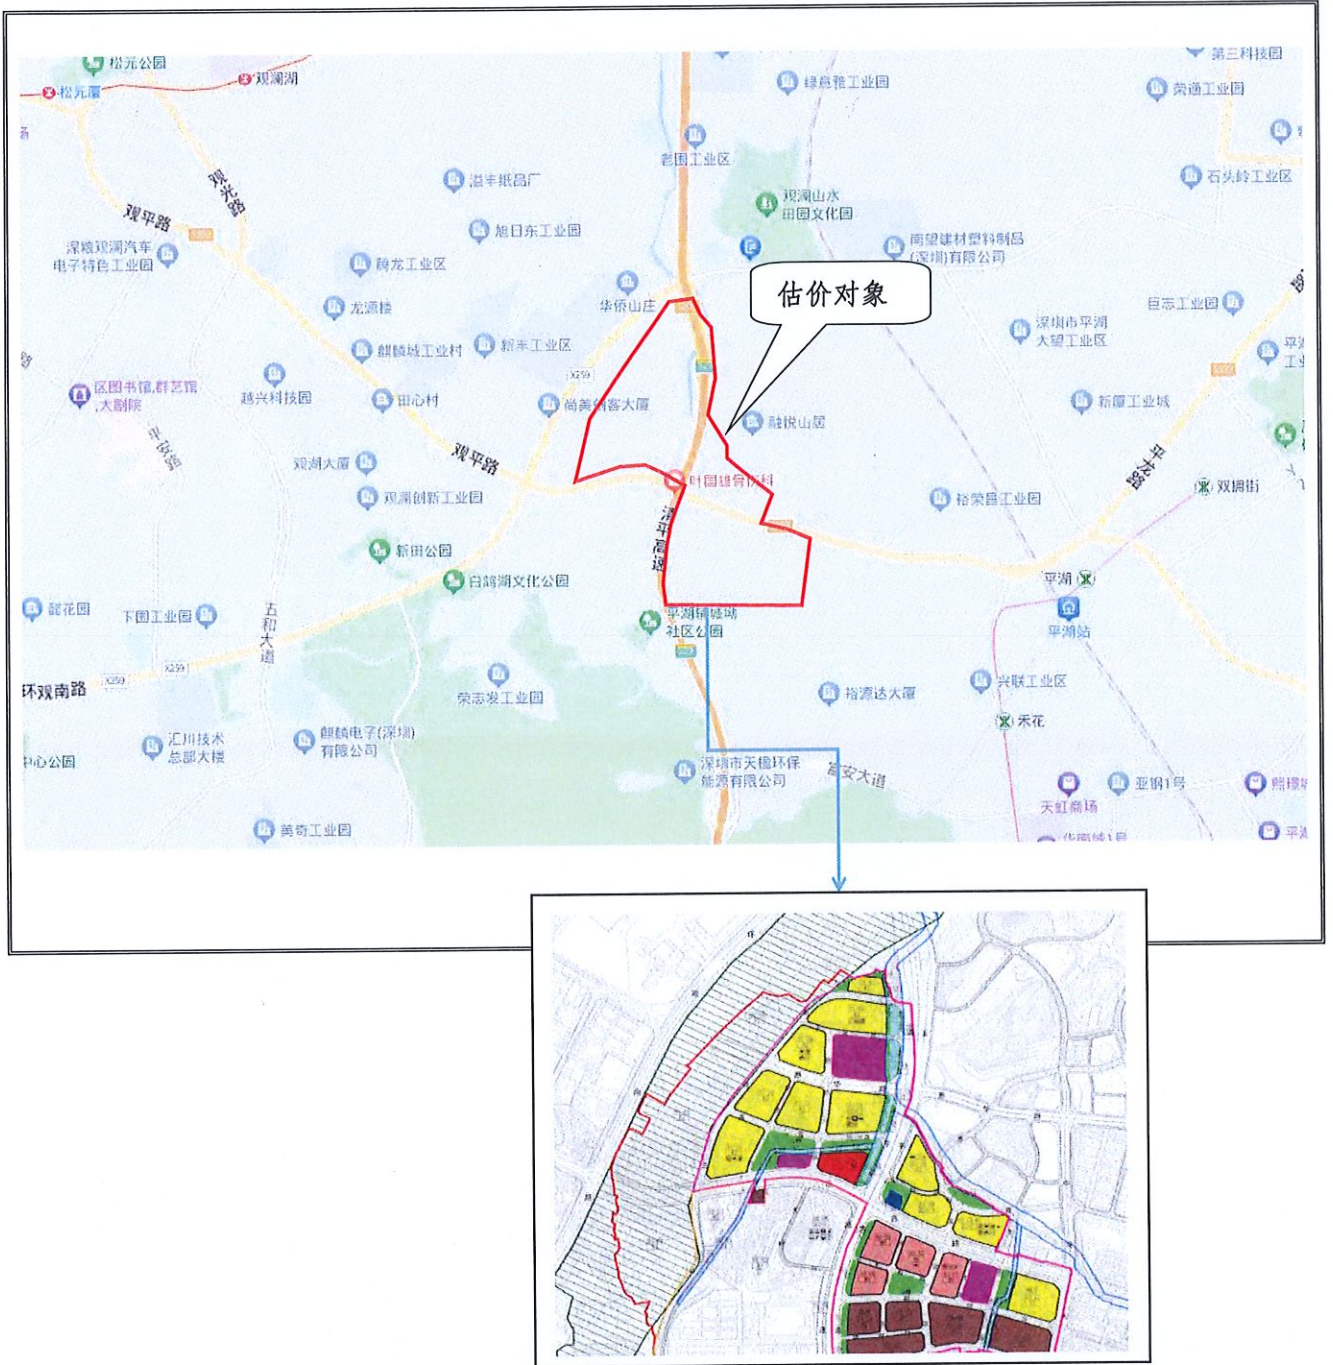 第三科技园
松元公园
观澜湖
绿意雅工业园
荣通工业园
松元厦
老围工业区
溢丰纸品厂
石头岭工业区
观光路
观澜山水
田园文化园
观平路
旭日东工业园
南望建材塑料制品
(深圳)有限公司
深粮观澜汽车
电子特色工业园
腾龙工业区
华侨山庄
估价对象
巨志工业园
龙源楼
深圳市平湖
大望工业区
麒麟城工业村
新丰工业区
X259
区图书馆,群艺馆
,大剧院
越兴科技园
田心村
尚美创客大厦
新厦工业城
融悦山居
观湖大厦
观平路
平龙路
叶国雄骨伤科
双拥街
观澜创新工业园
裕荣昌工业园
清平高速
新田公园
白鸽湖文化公园
平湖
下围工业园
五和大道
平湖辅城坳
社区公园
平湖站
X259
X259
环观南路
荣志发工业园
裕源达大厦
兴联工业区
禾花
汇川技术
总部大楼
麒麟电子(深圳)
有限公司
中心公园
深圳市天楹环保
能源有限公司
富安大道
亚钢1号
天虹商场
英奇工业园
华南城1号